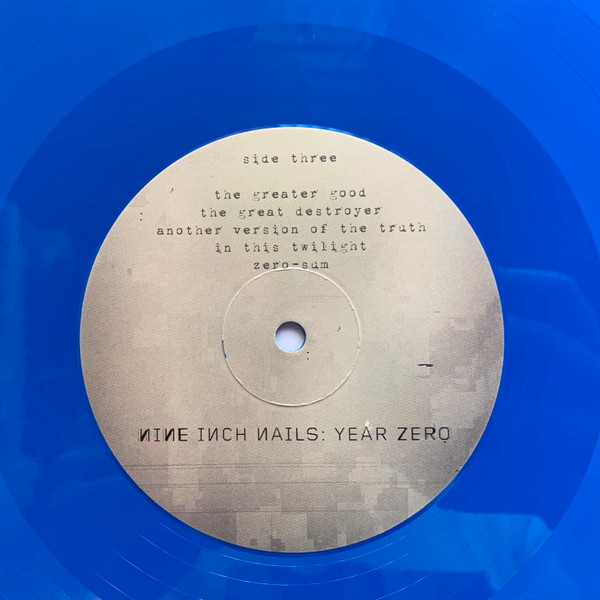 side three
the greater good
the great destroyer
another version of the truth
in this twilight
zero-sum
NINE INCH NAILS: YEAR ZERO